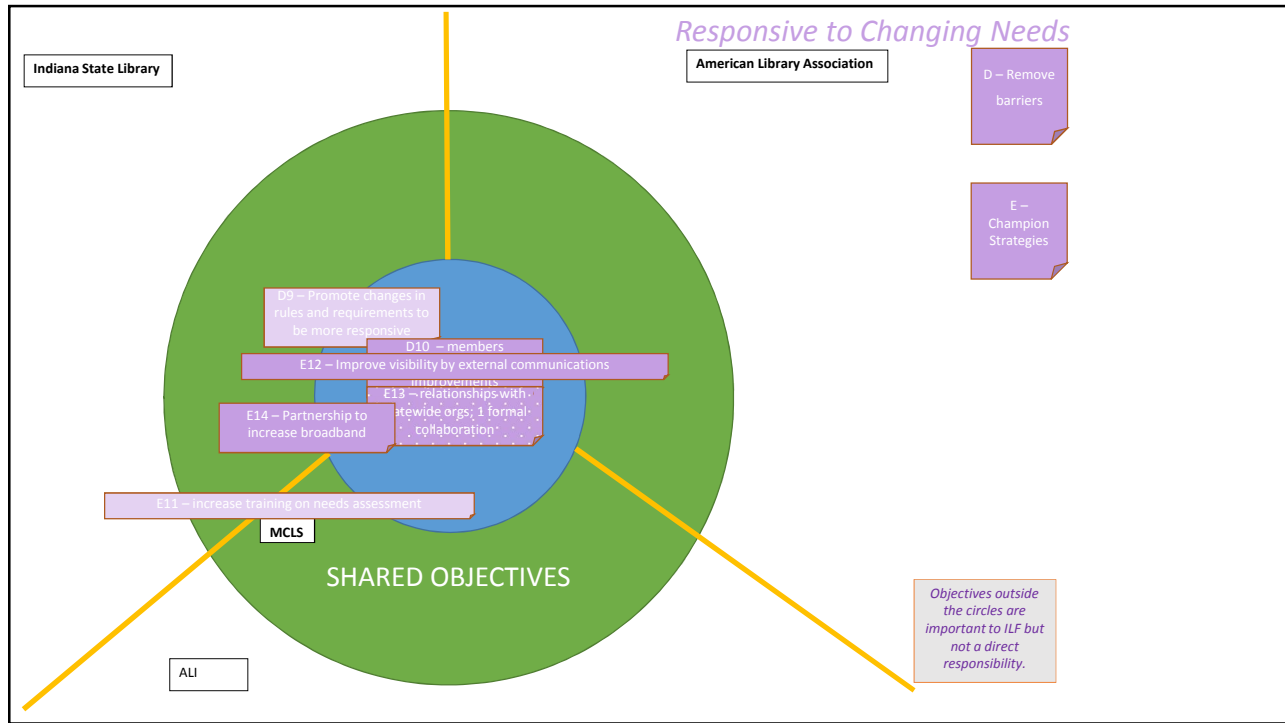 Responsive to Changing Needs
Indiana State Library
American Library Association
D – Remove
barriers
E –
Champion
Strategies
D9 – Promote changes in
rules and requirements to
be more responsive
D10 – members
E12 – Improve visibility by external communications
improvements
E13 – relationships with
atewide orgs; 1 formal
collaboration
E14 – Partnership to
increase broadband
E11 – increase training on needs assessment
MCLS
SHARED OBJECTIVES
ALI
Objectives outside
the circles are
important to ILF but
not a direct
responsibility.